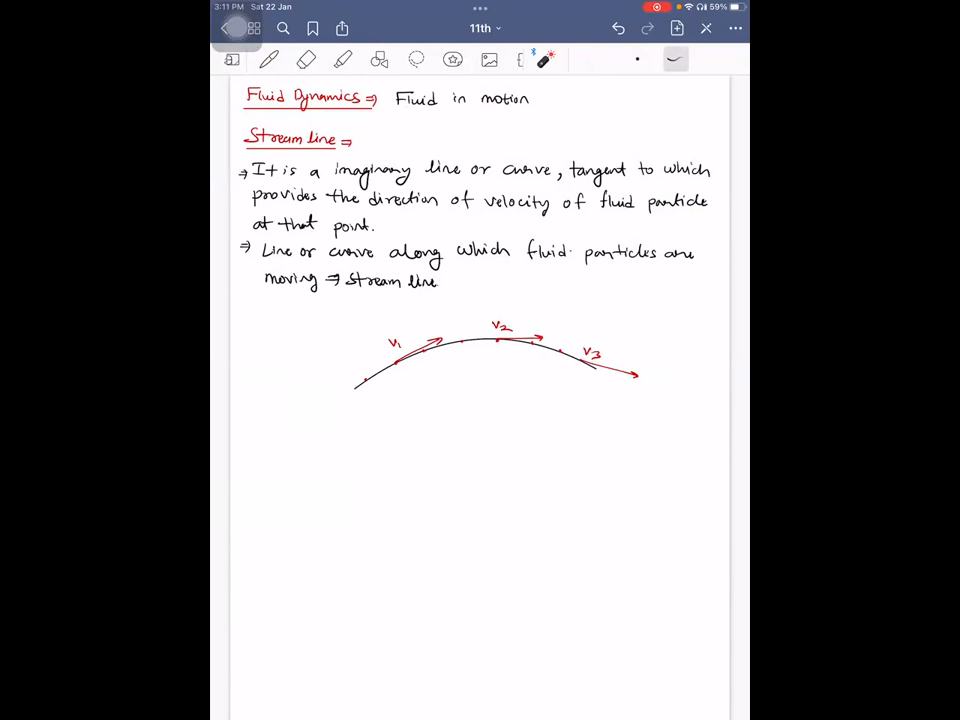 3:11 PM Sat 22 Jan 59%
11th
Fluid Dynamics ⇒ Fluid in motion
Stream line ⇒
⇒ It is a imaginary line or curve, tangent to which
provides the direction of velocity of fluid particle
at that point.
⇒ Line or curve along which fluid particles are
moving ⇒ stream line
V1 V2 V3